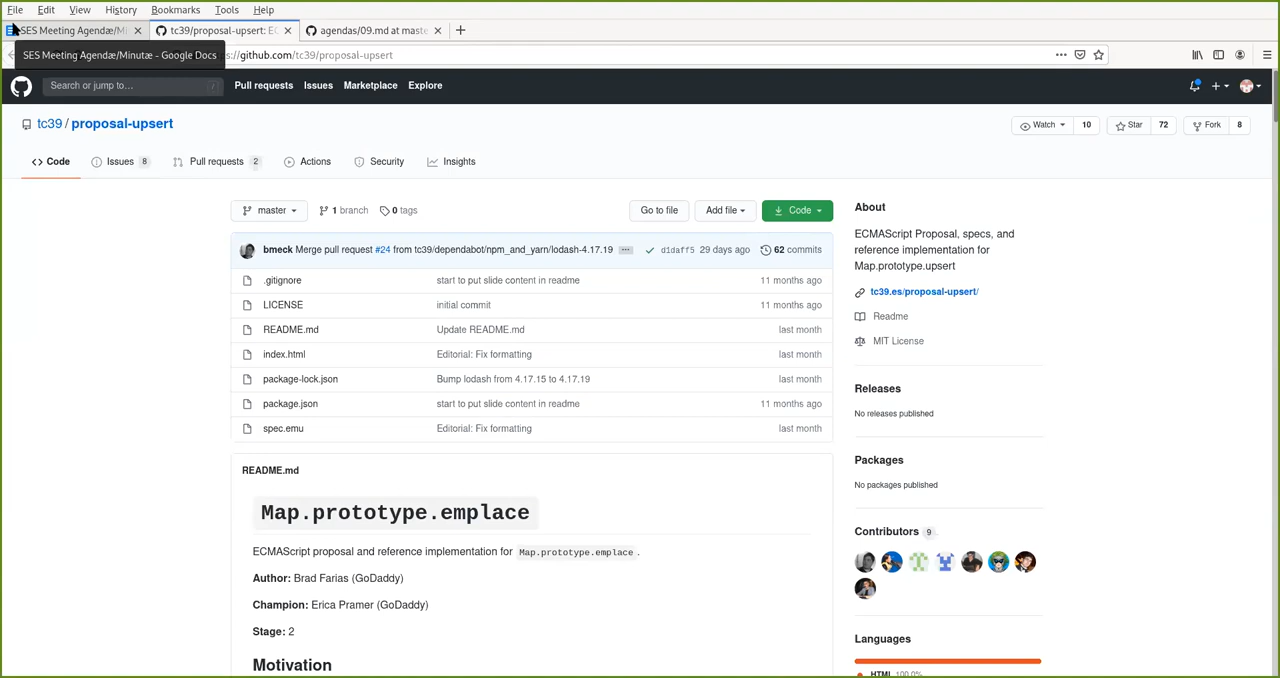 File Edit View History Bookmarks Tools Help
SES Meeting Agendæ/Mi
tc39/proposal-upsert: EC
agendas/09.md at maste
SES Meeting Agendæ/Minutæ - Google Docs
s://github.com/tc39/proposal-upsert
Search or jump to…
Pull requests Issues Marketplace Explore
tc39 / proposal-upsert
Watch 10 Star 72 Fork 8
Code Issues 8 Pull requests 2 Actions Security Insights
master 1 branch 0 tags Go to file Add file Code
bmeck Merge pull request #24 from tc39/dependabot/npm_and_yarn/lodash-4.17.19 d1daff5 29 days ago 62 commits
.gitignore start to put slide content in readme 11 months ago
LICENSE initial commit 11 months ago
README.md Update README.md last month
index.html Editorial: Fix formatting last month
package-lock.json Bump lodash from 4.17.15 to 4.17.19 last month
package.json start to put slide content in readme 11 months ago
spec.emu Editorial: Fix formatting last month
README.md
Map.prototype.emplace
ECMAScript proposal and reference implementation for Map.prototype.emplace.
Author: Brad Farias (GoDaddy)
Champion: Erica Pramer (GoDaddy)
Stage: 2
Motivation
About
ECMAScript Proposal, specs, and
reference implementation for
Map.prototype.upsert
tc39.es/proposal-upsert/
Readme
MIT License
Releases
No releases published
Packages
No packages published
Contributors 9
Languages
HTML 100.0%